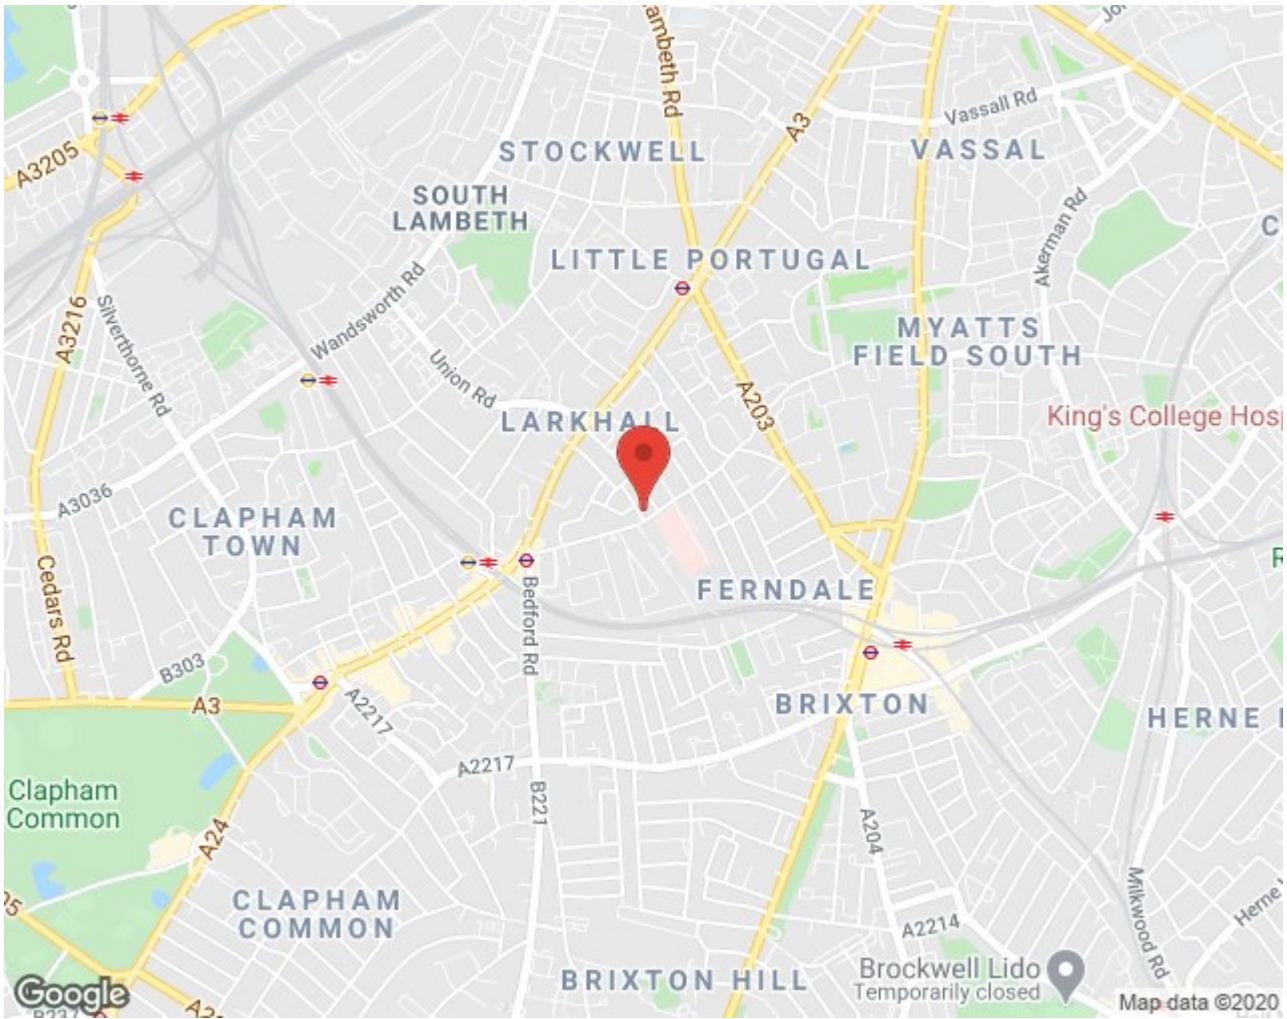 ambeth Rd
Vassall Rd
A3
STOCKWELL
VASSAL
A3205
SOUTH
LAMBETH
Akerman Rd
C
LITTLE PORTUGAL
A3216
Silverthorne Rd
Wandsworth Rd
MYATTS
FIELD SOUTH
Union Rd
A203
LARKHALL
King's College Hosp
A3036
CLAPHAM
TOWN
Cedars Rd
Bedford Rd
FERNDALE
R
B303
A3
A2217
BRIXTON
HERNE
A2217
B221
Clapham
Common
A24
A204
CLAPHAM
COMMON
Milkwood Rd
Herne
A2214
BRIXTON HILL
Brockwell Lido
Temporarily closed
Google
B237
Map data ©2020